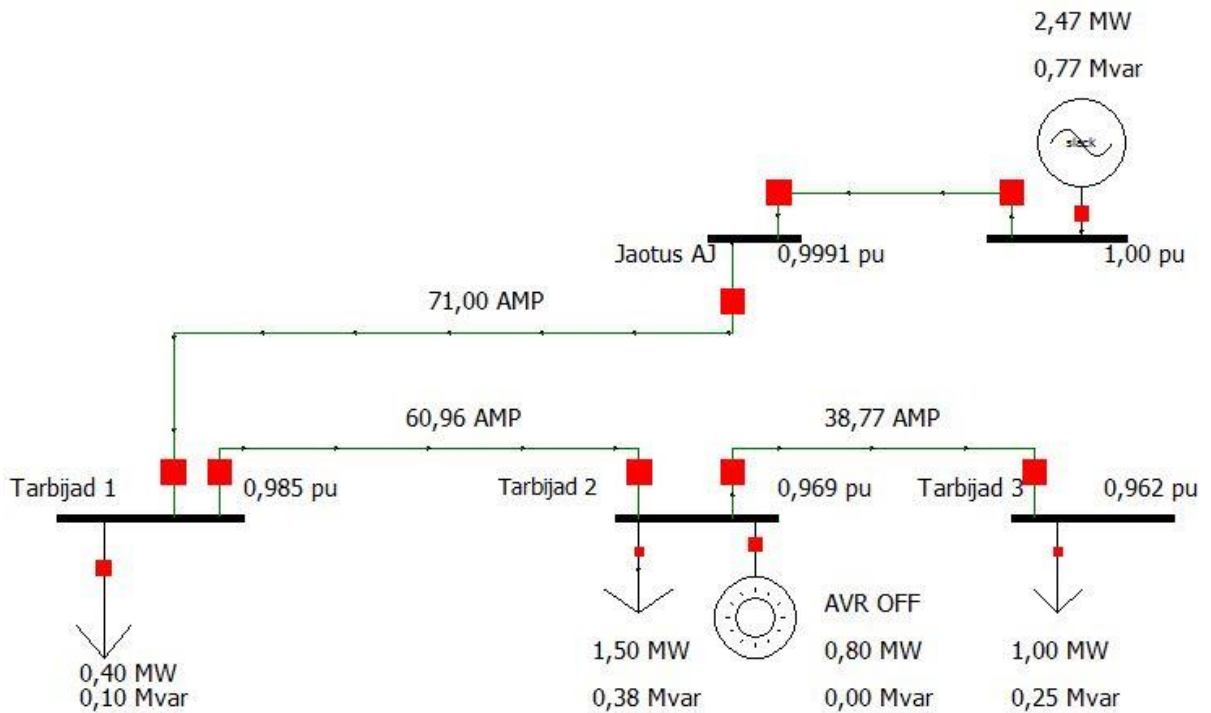 2,47 MW
0,77 Mvar
slack
Jaotus AJ
0,9991 pu
1,00 pu
71,00 AMP
60,96 AMP
38,77 AMP
Tarbijad 1
0,985 pu
Tarbijad 2
0,969 pu
Tarbijad 3
0,962 pu
0,40 MW
0,10 Mvar
1,50 MW
0,38 Mvar
AVR OFF
0,80 MW
0,00 Mvar
1,00 MW
0,25 Mvar